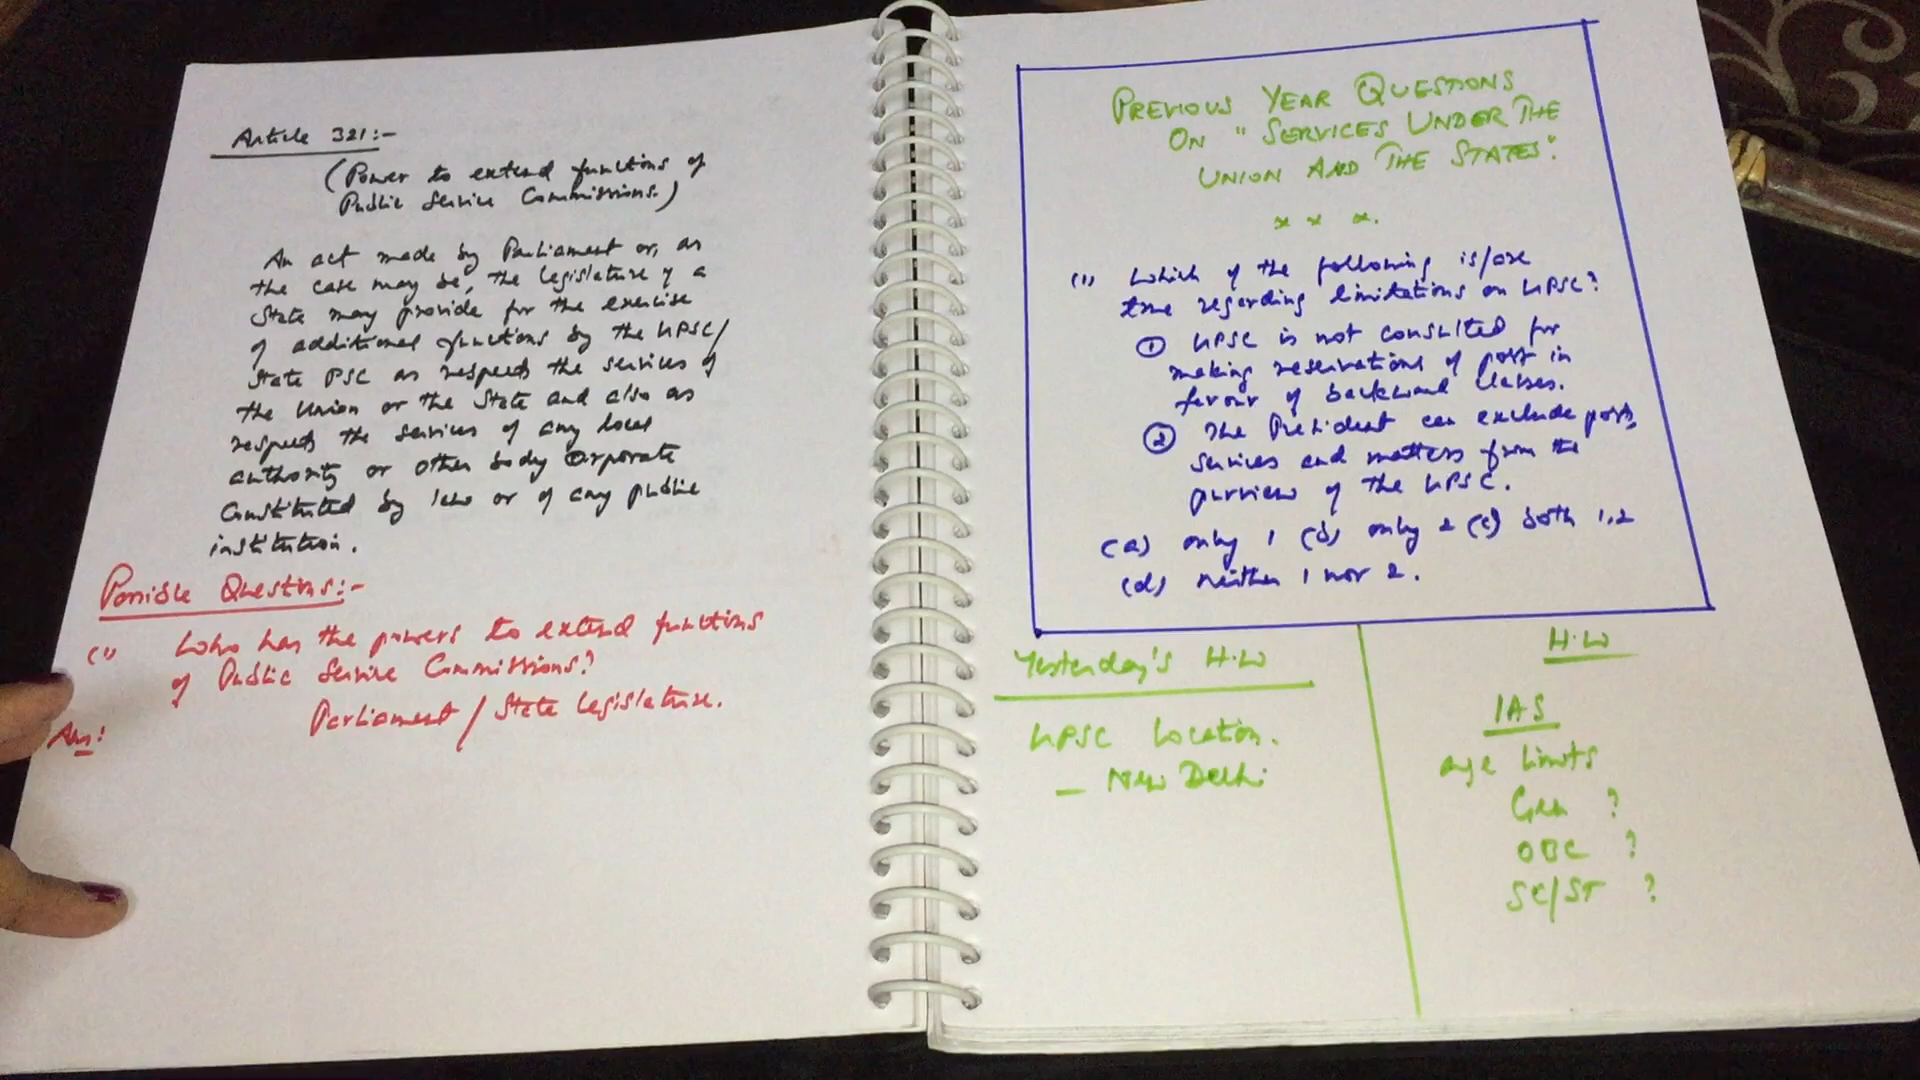 Article 321:-
(Power to extend functions of
Public Service Commissions.)
An act made by Parliament or, as
the case may be, the legislature of a
State may provide for the exercise
of additional functions by the UPSC/
State PSC as respects the services of
the Union or the State and also as
respects the services of any local
authority or other body corporate
constituted by law or of any public
institution.
Possible Questions:-
(1) Who has the powers to extend functions
of Public Service Commissions?
Ans: Parliament / State legislature.
PREVIOUS YEAR QUESTIONS
ON "SERVICES UNDER THE
UNION AND THE STATES".
x x x.
(1) Which of the following is/are
true regarding limitations on UPSC?
① UPSC is not consulted for
making reservations of post in
favour of backward classes.
② The President can exclude posts,
services and matters from the
purview of the UPSC.
(a) only 1 (b) only 2 (c) both 1,2
(d) neither 1 nor 2.
Yesterday's H.W
UPSC Location.
- New Delhi
H.W
IAS
age limits
Gen ?
OBC ?
SC/ST ?